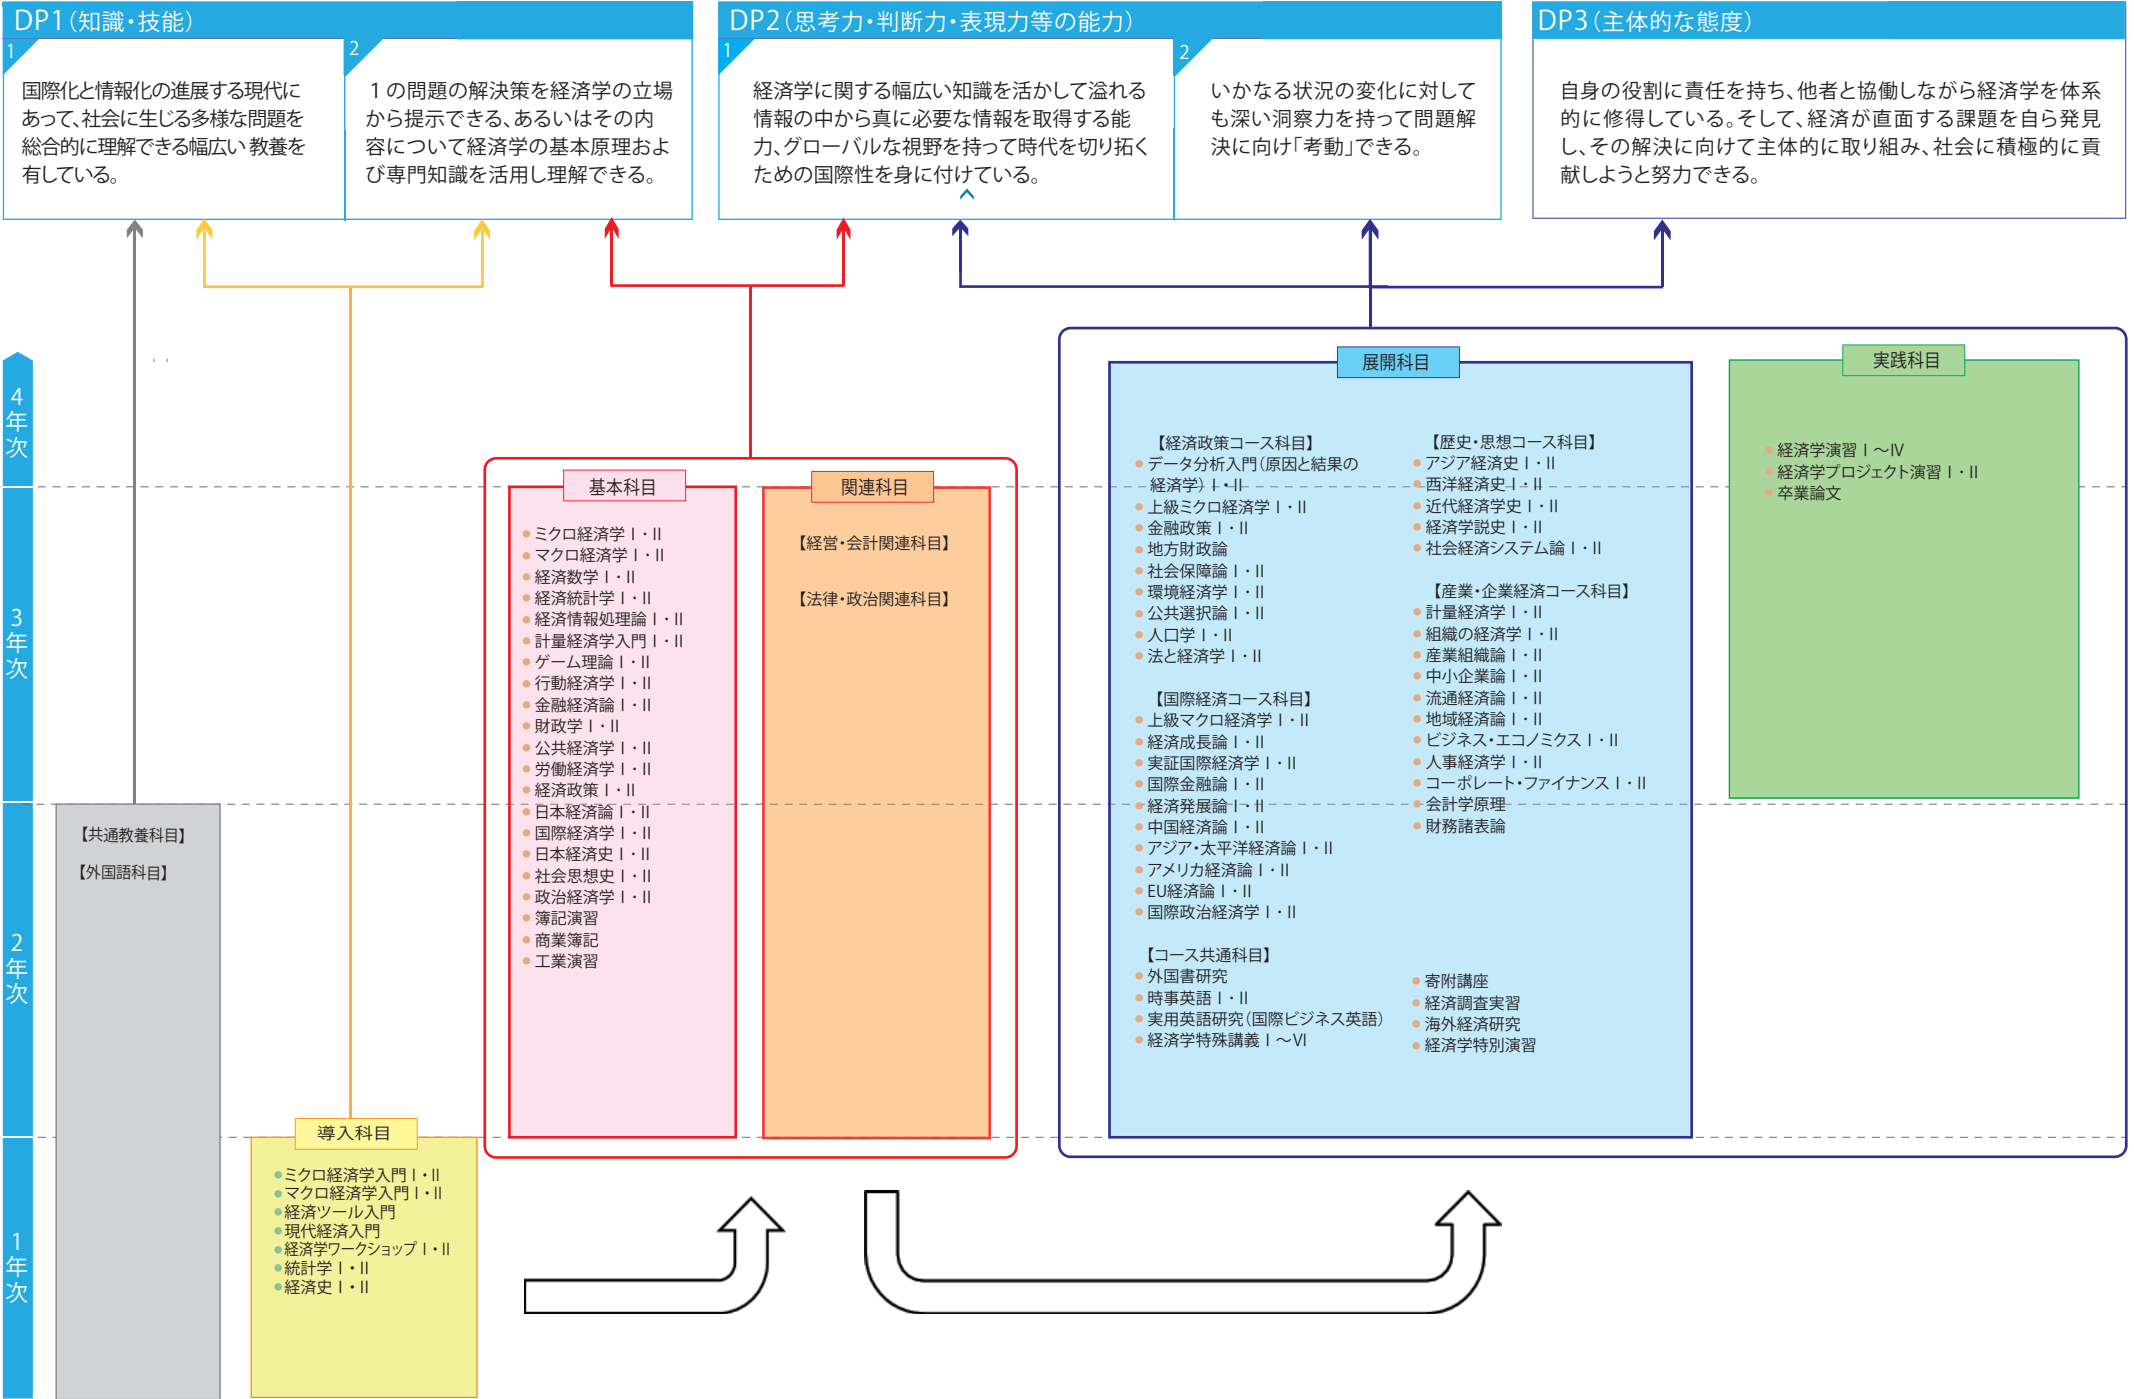 DP1（知識・技能）
1
国際化と情報化の進展する現代に
あって、社会に生じる多様な問題を
総合的に理解できる幅広い教養を
有している。
2
1の問題の解決策を経済学の立場
から提示できる、あるいはその内
容について経済学の基本原理およ
び専門知識を活用し理解できる。
DP2（思考力・判断力・表現力等の能力）
1
経済学に関する幅広い知識を活かして溢れる
情報の中から真に必要な情報を取得する能
力、グローバルな視野を持って時代を切り拓く
ための国際性を身に付けている。
2
いかなる状況の変化に対して
も深い洞察力を持って問題解
決に向け「考動」できる。
DP3（主体的な態度）
自身の役割に責任を持ち、他者と協働しながら経済学を体系
的に修得している。そして、経済が直面する課題を自ら発見
し、その解決に向けて主体的に取り組み、社会に積極的に貢
献しようと努力できる。
4年次
3年次
2年次
1年次
【共通教養科目】
【外国語科目】
導入科目
ミクロ経済学入門Ⅰ・Ⅱ
マクロ経済学入門Ⅰ・Ⅱ
経済ツール入門
現代経済入門
経済学ワークショップⅠ・Ⅱ
統計学Ⅰ・Ⅱ
経済史Ⅰ・Ⅱ
基本科目
ミクロ経済学Ⅰ・Ⅱ
マクロ経済学Ⅰ・Ⅱ
経済数学Ⅰ・Ⅱ
経済統計学Ⅰ・Ⅱ
経済情報処理論Ⅰ・Ⅱ
計量経済学入門Ⅰ・Ⅱ
ゲーム理論Ⅰ・Ⅱ
行動経済学Ⅰ・Ⅱ
金融経済論Ⅰ・Ⅱ
財政学Ⅰ・Ⅱ
公共経済学Ⅰ・Ⅱ
労働経済学Ⅰ・Ⅱ
経済政策Ⅰ・Ⅱ
日本経済論Ⅰ・Ⅱ
国際経済学Ⅰ・Ⅱ
日本経済史Ⅰ・Ⅱ
社会思想史Ⅰ・Ⅱ
政治経済学Ⅰ・Ⅱ
簿記演習
商業簿記
工業演習
関連科目
【経営・会計関連科目】
【法律・政治関連科目】
展開科目
【経済政策コース科目】
データ分析入門（原因と結果の
経済学）Ⅰ・Ⅱ
上級ミクロ経済学Ⅰ・Ⅱ
金融政策Ⅰ・Ⅱ
地方財政論
社会保障論Ⅰ・Ⅱ
環境経済学Ⅰ・Ⅱ
公共選択論Ⅰ・Ⅱ
人口学Ⅰ・Ⅱ
法と経済学Ⅰ・Ⅱ
【国際経済コース科目】
上級マクロ経済学Ⅰ・Ⅱ
経済成長論Ⅰ・Ⅱ
実証国際経済学Ⅰ・Ⅱ
国際金融論Ⅰ・Ⅱ
経済発展論Ⅰ・Ⅱ
中国経済論Ⅰ・Ⅱ
アジア・太平洋経済論Ⅰ・Ⅱ
アメリカ経済論Ⅰ・Ⅱ
EU経済論Ⅰ・Ⅱ
国際政治経済学Ⅰ・Ⅱ
【コース共通科目】
外国書研究
時事英語Ⅰ・Ⅱ
実用英語研究（国際ビジネス英語）
経済学特殊講義Ⅰ～Ⅵ
【歴史・思想コース科目】
アジア経済史Ⅰ・Ⅱ
西洋経済史Ⅰ・Ⅱ
近代経済学史Ⅰ・Ⅱ
経済学説史Ⅰ・Ⅱ
社会経済システム論Ⅰ・Ⅱ
【産業・企業経済コース科目】
計量経済学Ⅰ・Ⅱ
組織の経済学Ⅰ・Ⅱ
産業組織論Ⅰ・Ⅱ
中小企業論Ⅰ・Ⅱ
流通経済論Ⅰ・Ⅱ
地域経済論Ⅰ・Ⅱ
ビジネス・エコノミクスⅠ・Ⅱ
人事経済学Ⅰ・Ⅱ
コーポレート・ファイナンスⅠ・Ⅱ
会計学原理
財務諸表論
寄附講座
経済調査実習
海外経済研究
経済学特別演習
実践科目
経済学演習Ⅰ～Ⅳ
経済学プロジェクト演習Ⅰ・Ⅱ
卒業論文